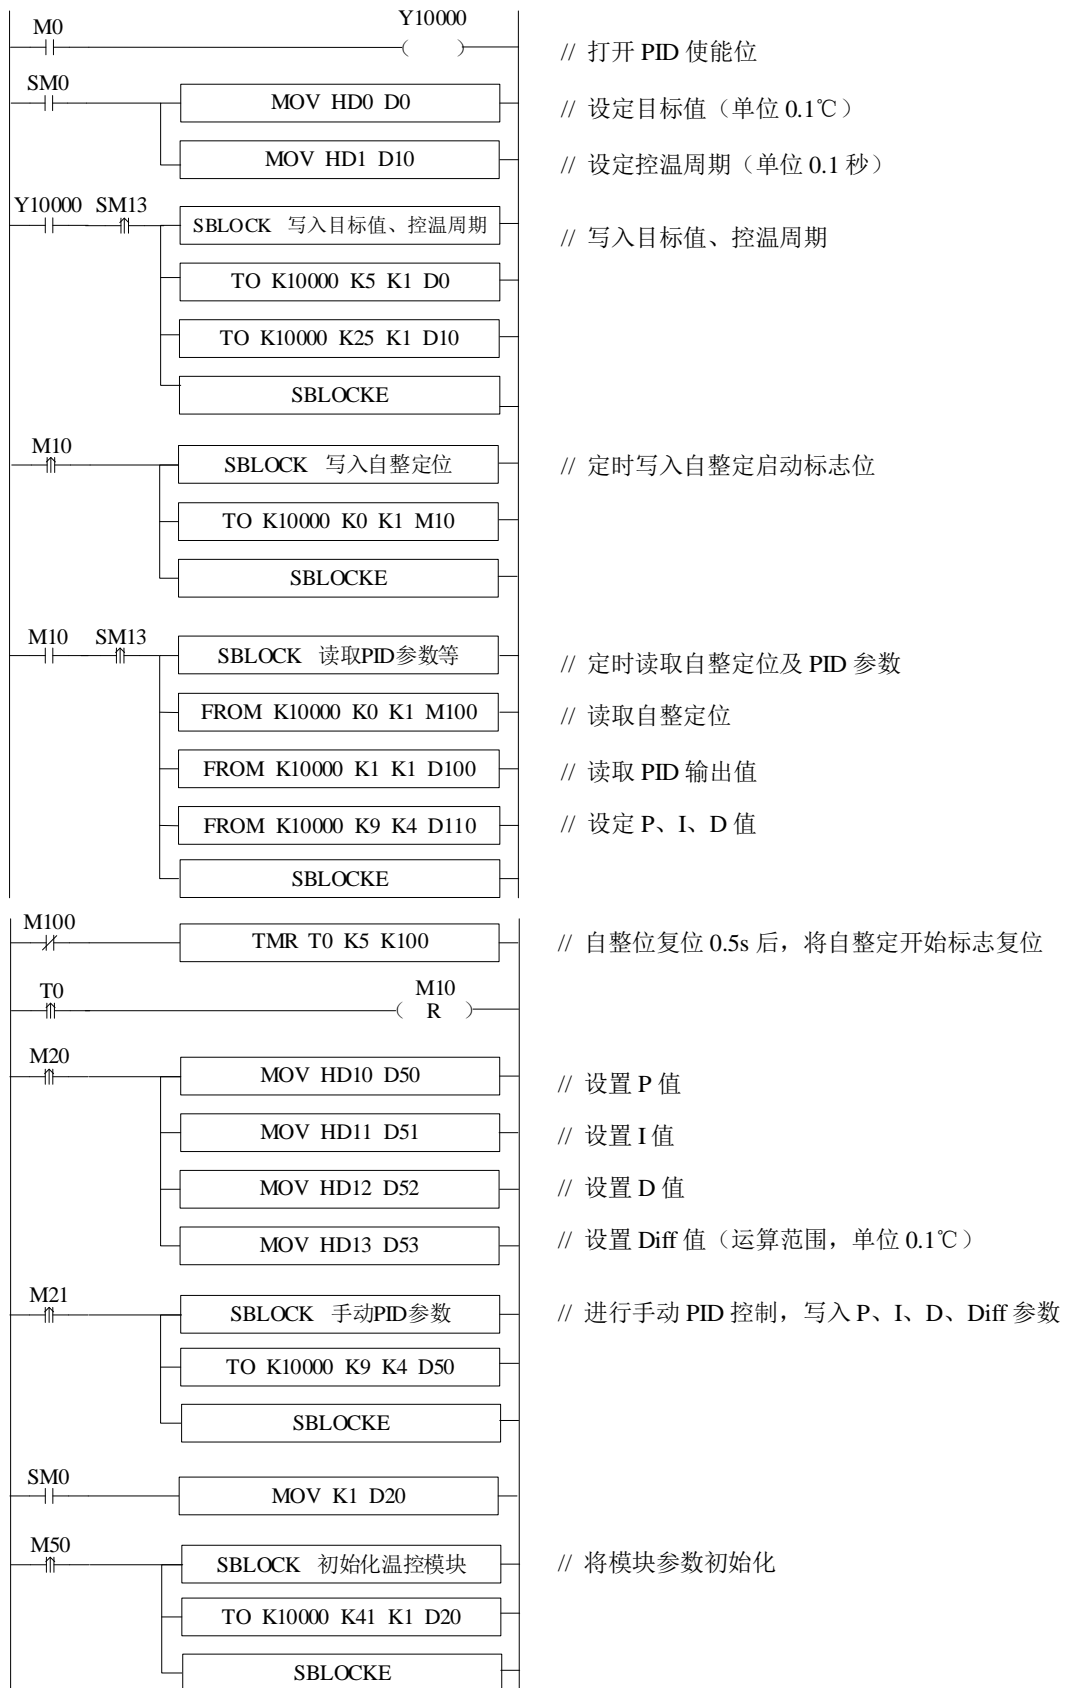 M0 Y10000 // 打开 PID 使能位
SM0 MOV HD0 D0 // 设定目标值（单位 0.1℃）
MOV HD1 D10 // 设定控温周期（单位 0.1 秒）
Y10000 SM13 SBLOCK 写入目标值、控温周期 // 写入目标值、控温周期
TO K10000 K5 K1 D0
TO K10000 K25 K1 D10
SBLOCKE
M10 SBLOCK 写入自整定位 // 定时写入自整定启动标志位
TO K10000 K0 K1 M10
SBLOCKE
M10 SM13 SBLOCK 读取PID参数等 // 定时读取自整定位及 PID 参数
FROM K10000 K0 K1 M100 // 读取自整定位
FROM K10000 K1 K1 D100 // 读取 PID 输出值
FROM K10000 K9 K4 D110 // 设定 P、I、D 值
SBLOCKE
M100 TMR T0 K5 K100 // 自整位复位 0.5s 后，将自整定开始标志复位
T0 M10
R
M20 MOV HD10 D50 // 设置 P 值
MOV HD11 D51 // 设置 I 值
MOV HD12 D52 // 设置 D 值
MOV HD13 D53 // 设置 Diff 值（运算范围，单位 0.1℃）
M21 SBLOCK 手动PID参数 // 进行手动 PID 控制，写入 P、I、D、Diff 参数
TO K10000 K9 K4 D50
SBLOCKE
SM0 MOV K1 D20
M50 SBLOCK 初始化温控模块 // 将模块参数初始化
TO K10000 K41 K1 D20
SBLOCKE